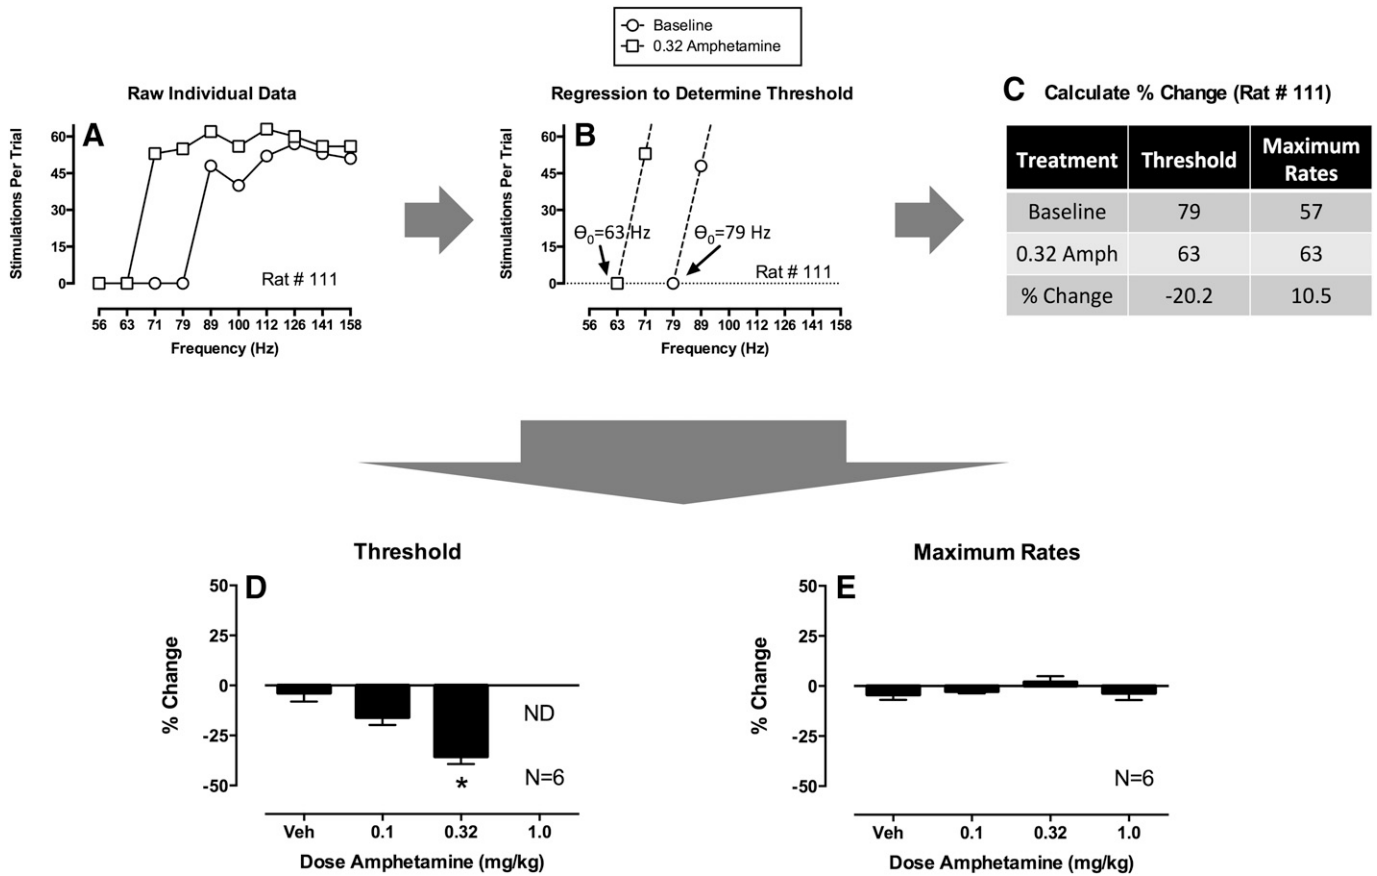 Baseline
0.32 Amphetamine
Raw Individual Data
A
Stimulations Per Trial
60
45
30
15
0
Rat # 111
56 63 71 79 89 100 112 126 141 158
Frequency (Hz)
Regression to Determine Threshold
B
Stimulations Per Trial
60
45
30
15
0
Θ0=63 Hz
Θ0=79 Hz
Rat # 111
56 63 71 79 89 100 112 126 141 158
Frequency (Hz)
C Calculate % Change (Rat # 111)
Treatment Threshold Maximum Rates
Baseline 79 57
0.32 Amph 63 63
% Change -20.2 10.5
Threshold
D
% Change
50
25
0
-25
-50
ND
*
N=6
Veh 0.1 0.32 1.0
Dose Amphetamine (mg/kg)
Maximum Rates
E
% Change
50
25
0
-25
-50
N=6
Veh 0.1 0.32 1.0
Dose Amphetamine (mg/kg)